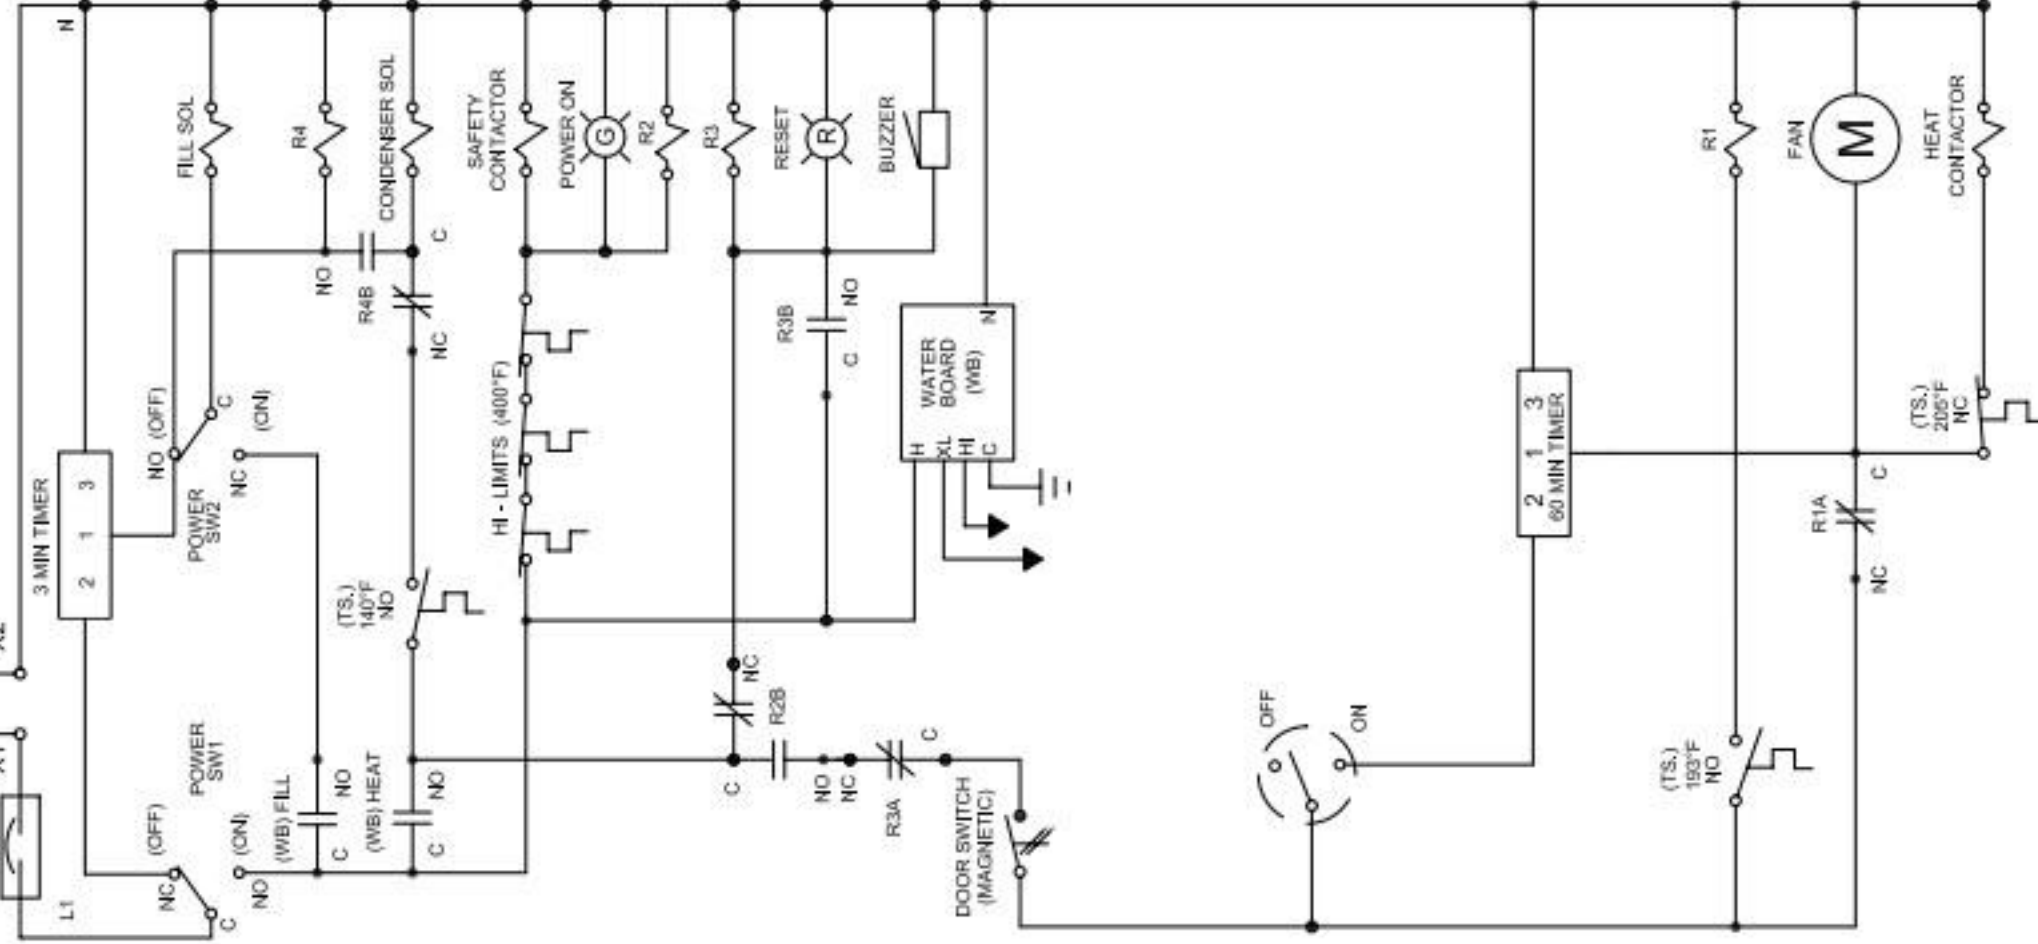 N
FILL SOL
R4
CONDENSER SOL
SAFETY
CONTACTOR
POWER ON
G
R2
R3
RESET
R
BUZZER
R1
FAN
M
HEAT
CONTACTOR
NO
R4B
C
NC
R3B
C
NO
WATER
BOARD
(WB)
N
H
XL
HI
C
3 MIN TIMER
2 1 3
NO (OFF)
C
NC
(ON)
POWER
SW2
HI - LIMITS (400°F)
(TS.)
140°F
NO
2 1 3
60 MIN TIMER
(TS.)
205°F
NC
R1A
C
NC
L1
NC
(OFF)
C
NO
(ON)
POWER
SW1
(WB) FILL
C
NO
(WB) HEAT
C
NO
NC
R2B
C
NO
NC
R3A
C
DOOR SWITCH
(MAGNETIC)
OFF
ON
(TS.)
193°F
NO